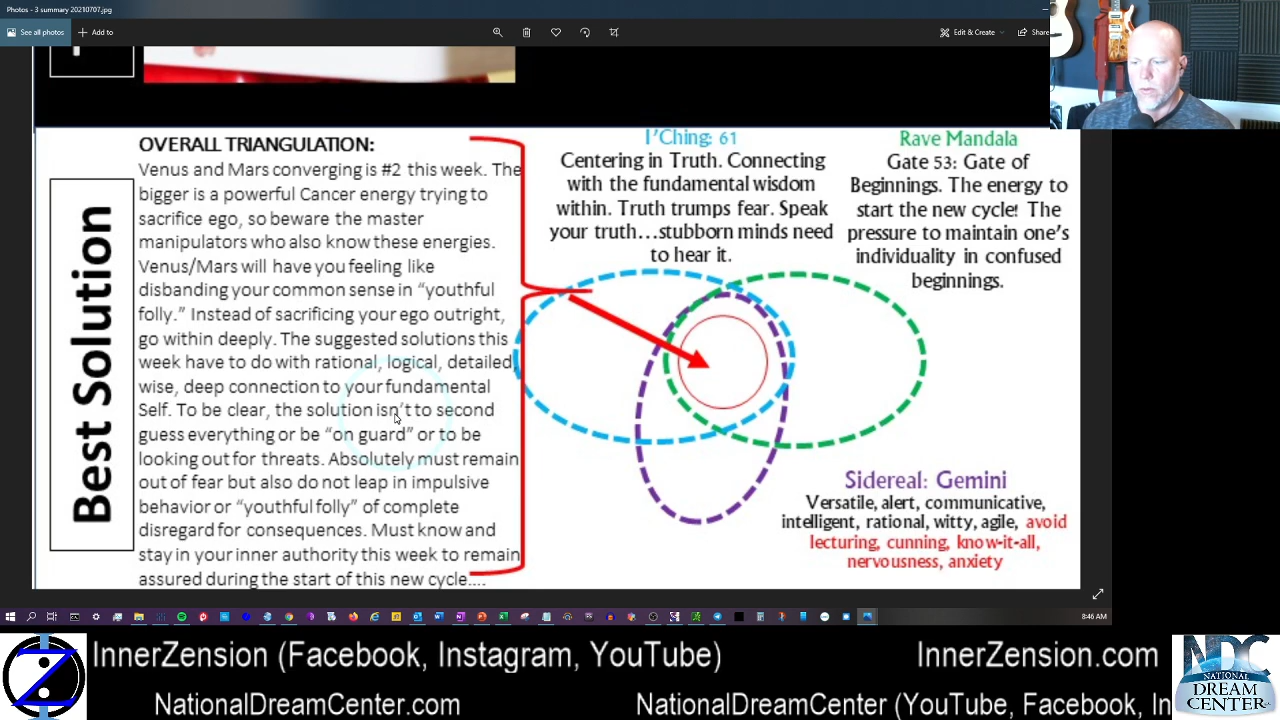 Photos - 3 summary 20210707.jpg
See all photos
Add to
Edit & Create
Share
Best Solution
OVERALL TRIANGULATION:
Venus and Mars converging is #2 this week. The
bigger is a powerful Cancer energy trying to
sacrifice ego, so beware the master
manipulators who also know these energies.
Venus/Mars will have you feeling like
disbanding your common sense in “youthful
folly.” Instead of sacrificing your ego outright,
go within deeply. The suggested solutions this
week have to do with rational, logical, detailed,
wise, deep connection to your fundamental
Self. To be clear, the solution isn’t to second
guess everything or be “on guard” or to be
looking out for threats. Absolutely must remain
out of fear but also do not leap in impulsive
behavior or “youthful folly” of complete
disregard for consequences. Must know and
stay in your inner authority this week to remain
assured during the start of this new cycle....
I’Ching: 61
Centering in Truth. Connecting
with the fundamental wisdom
within. Truth trumps fear. Speak
your truth...stubborn minds need
to hear it.
Rave Mandala
Gate 53: Gate of
Beginnings. The energy to
start the new cycle! The
pressure to maintain one’s
individuality in confused
beginnings.
Sidereal: Gemini
Versatile, alert, communicative,
intelligent, rational, witty, agile, avoid
lecturing, cunning, know-it-all,
nervousness, anxiety
8:46 AM
InnerZension (Facebook, Instagram, YouTube)
InnerZension.com
NationalDreamCenter.com
NationalDreamCenter (YouTube, Facebook, In
NDC
NATIONAL
DREAM
CENTER